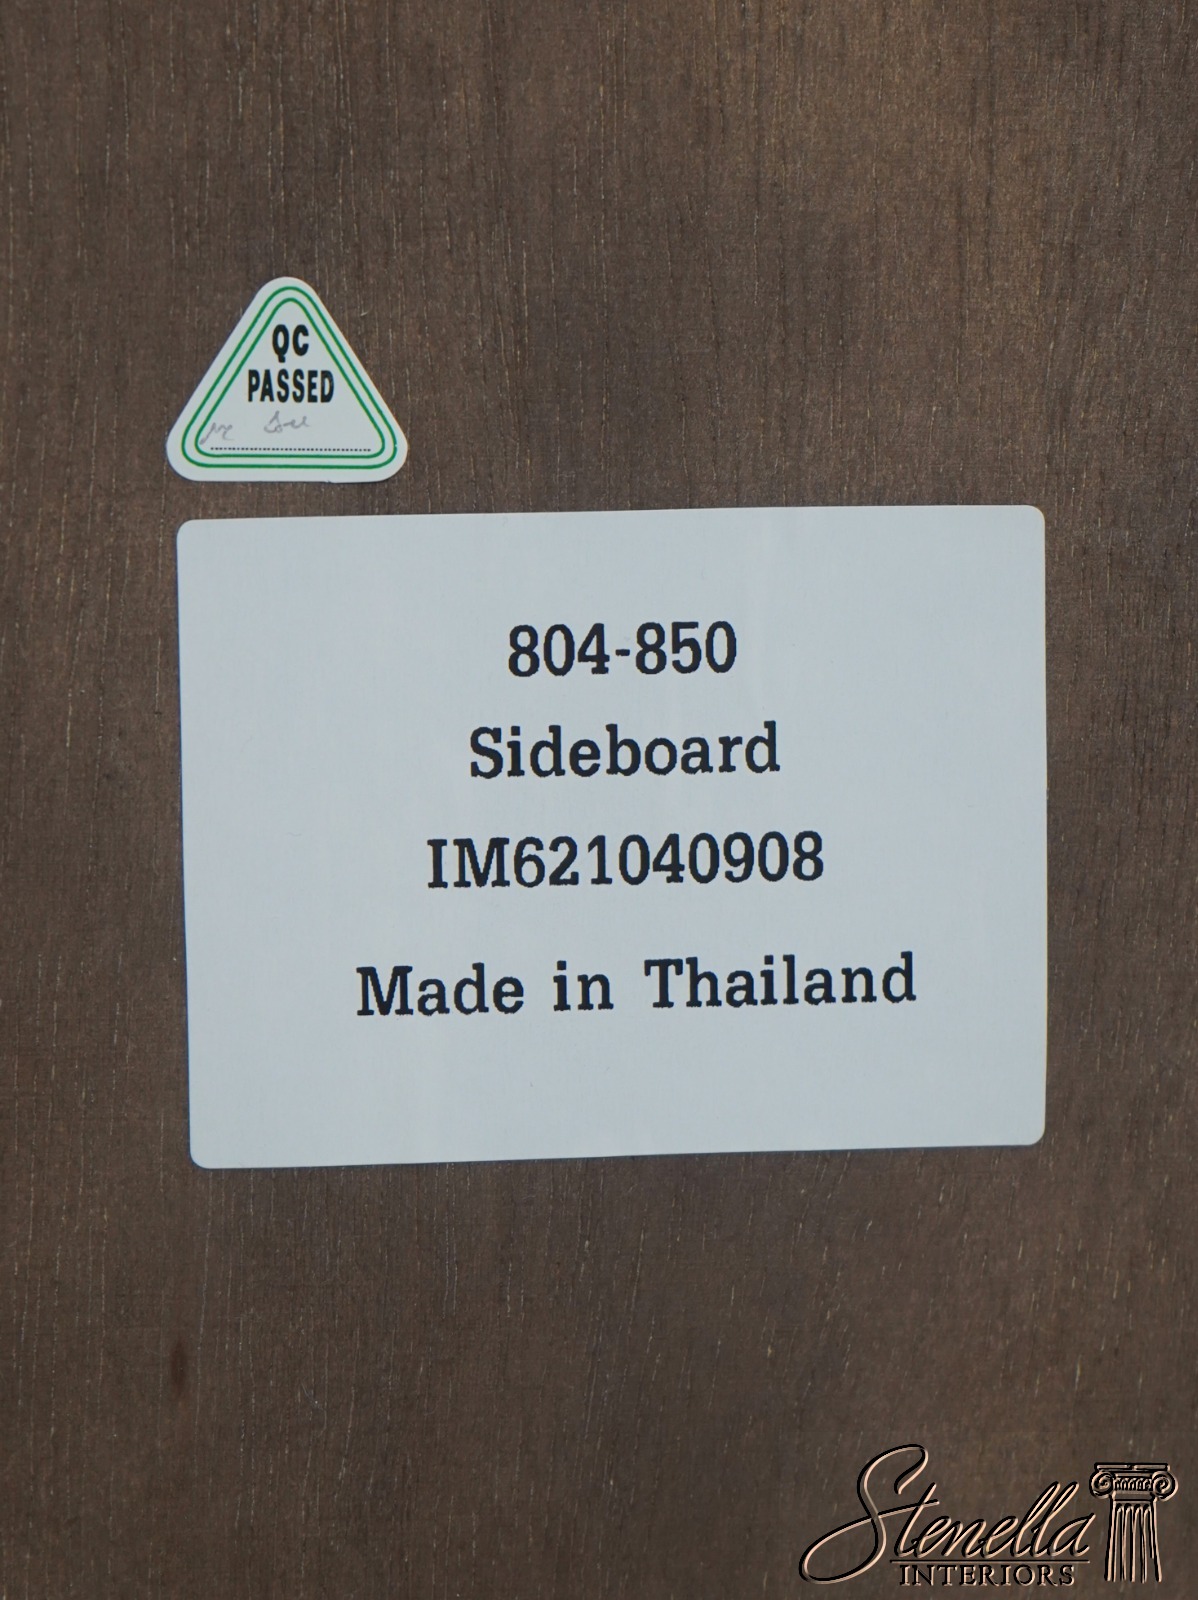 QC
PASSED
804-850
Sideboard
IM621040908
Made in Thailand
Stenella
INTERIORS